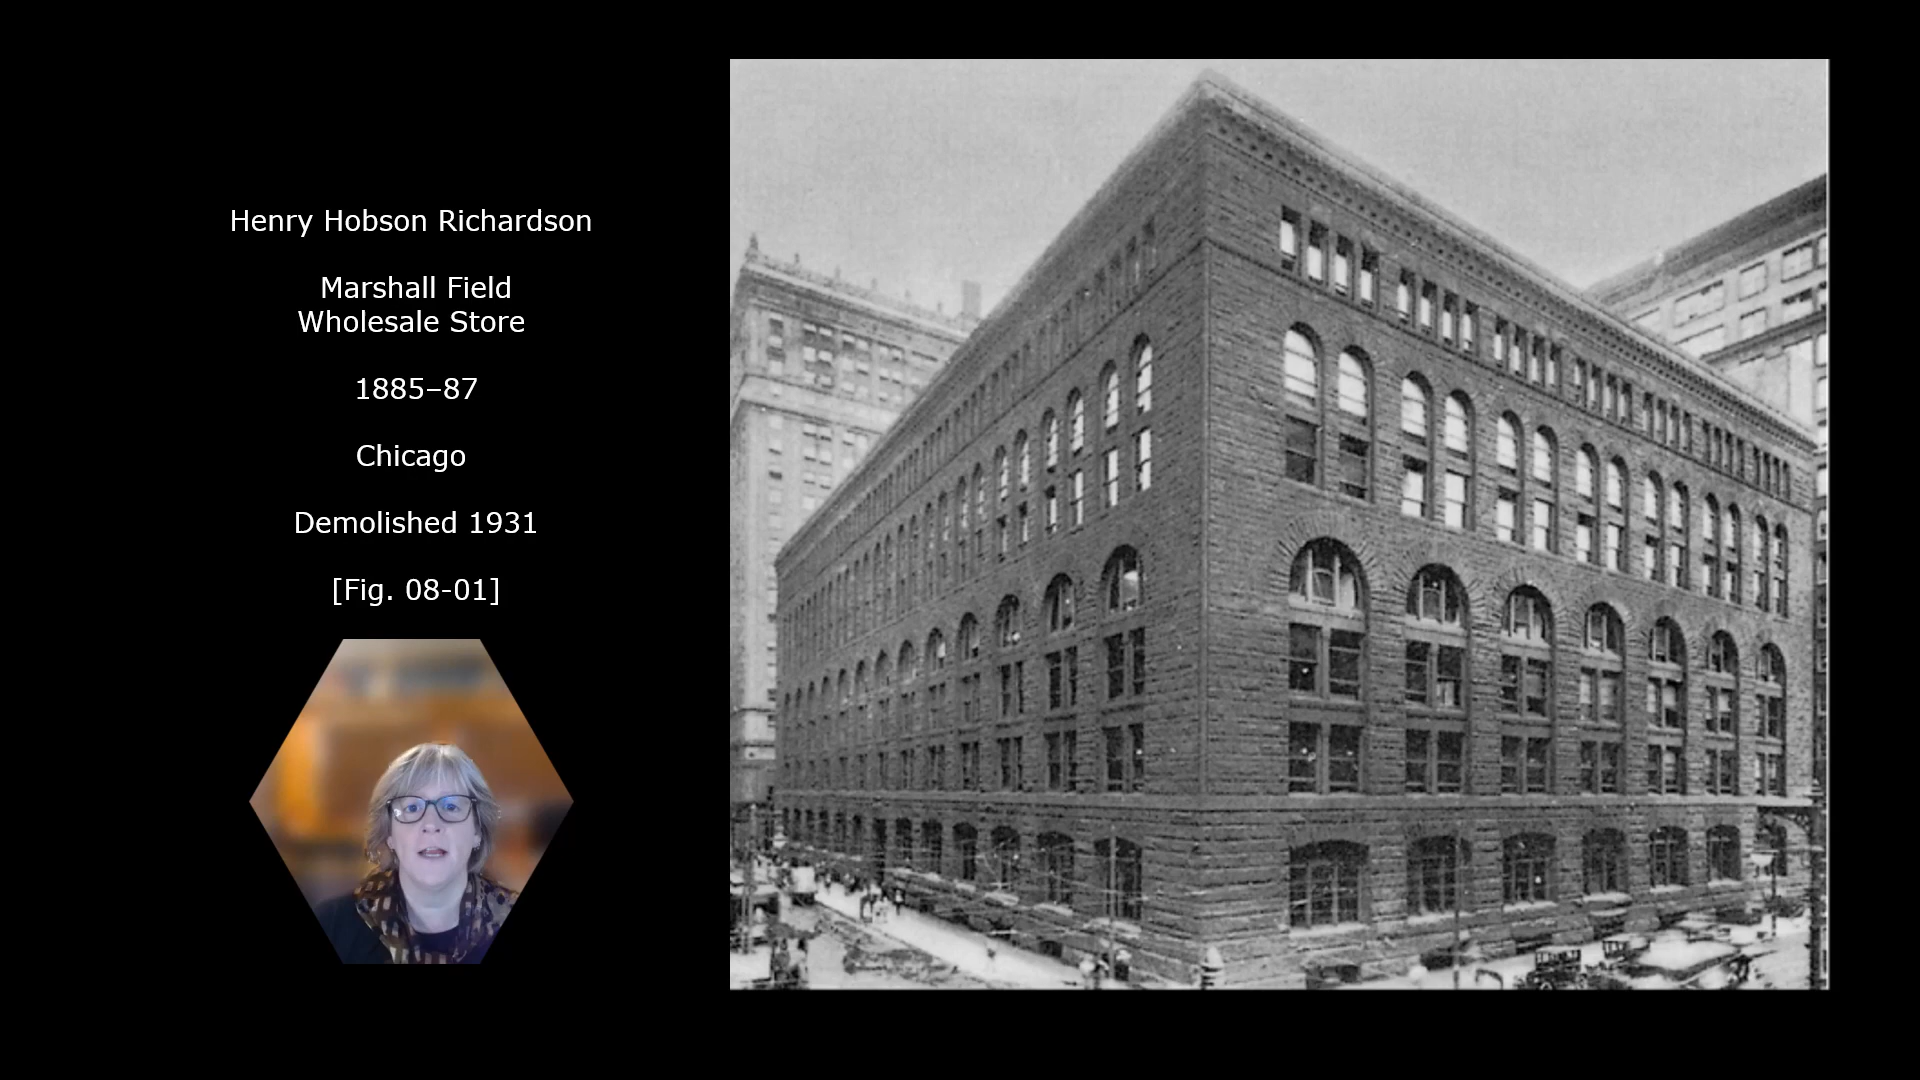 Henry Hobson Richardson
Marshall Field
Wholesale Store
1885–87
Chicago
Demolished 1931
[Fig. 08-01]